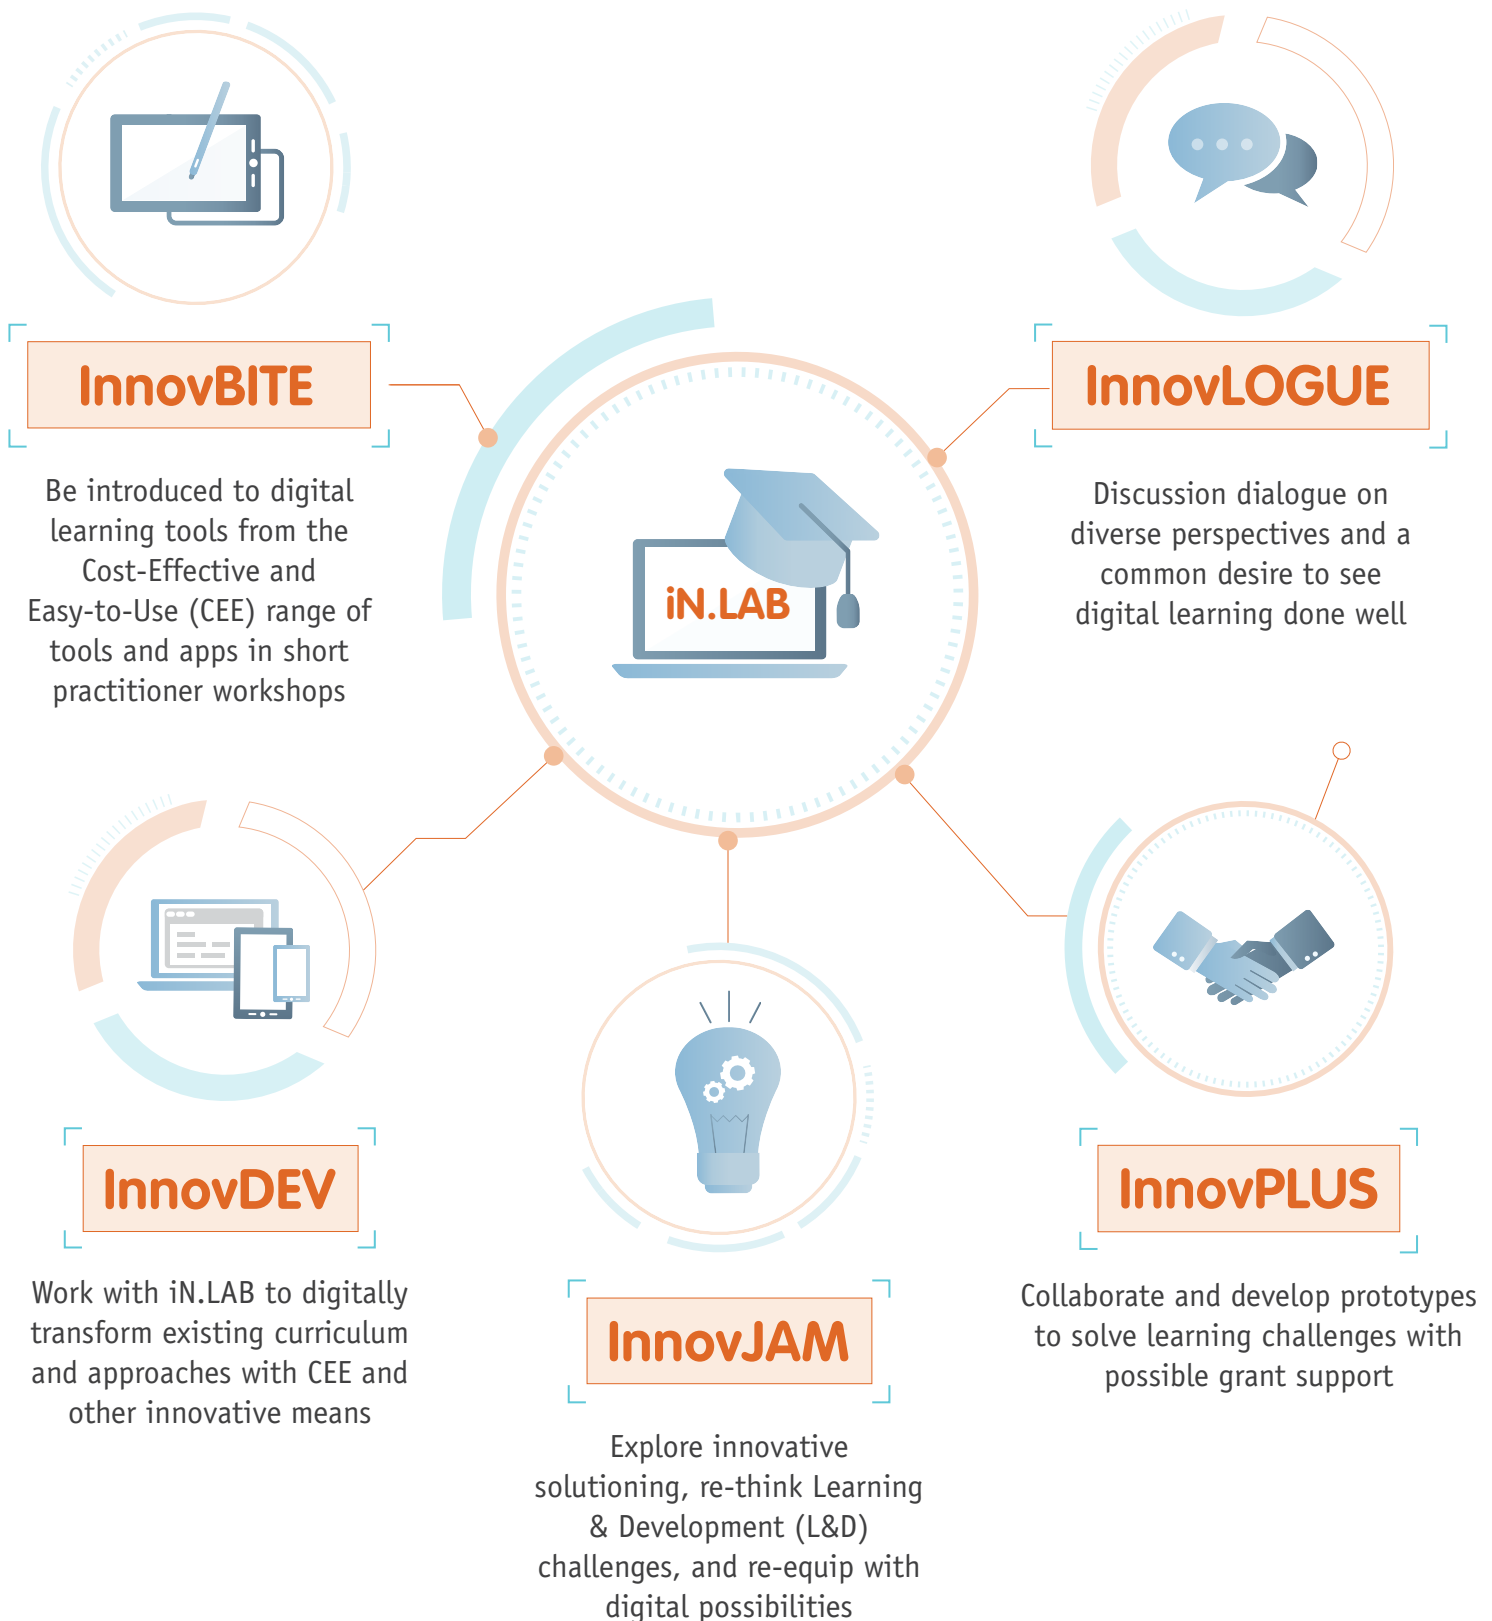 InnovBITE
Be introduced to digital
learning tools from the
Cost-Effective and
Easy-to-Use (CEE) range of
tools and apps in short
practitioner workshops
InnovLOGUE
Discussion dialogue on
diverse perspectives and a
common desire to see
digital learning done well
iN.LAB
InnovDEV
Work with iN.LAB to digitally
transform existing curriculum
and approaches with CEE and
other innovative means
InnovJAM
Explore innovative
solutioning, re-think Learning
& Development (L&D)
challenges, and re-equip with
digital possibilities
InnovPLUS
Collaborate and develop prototypes
to solve learning challenges with
possible grant support